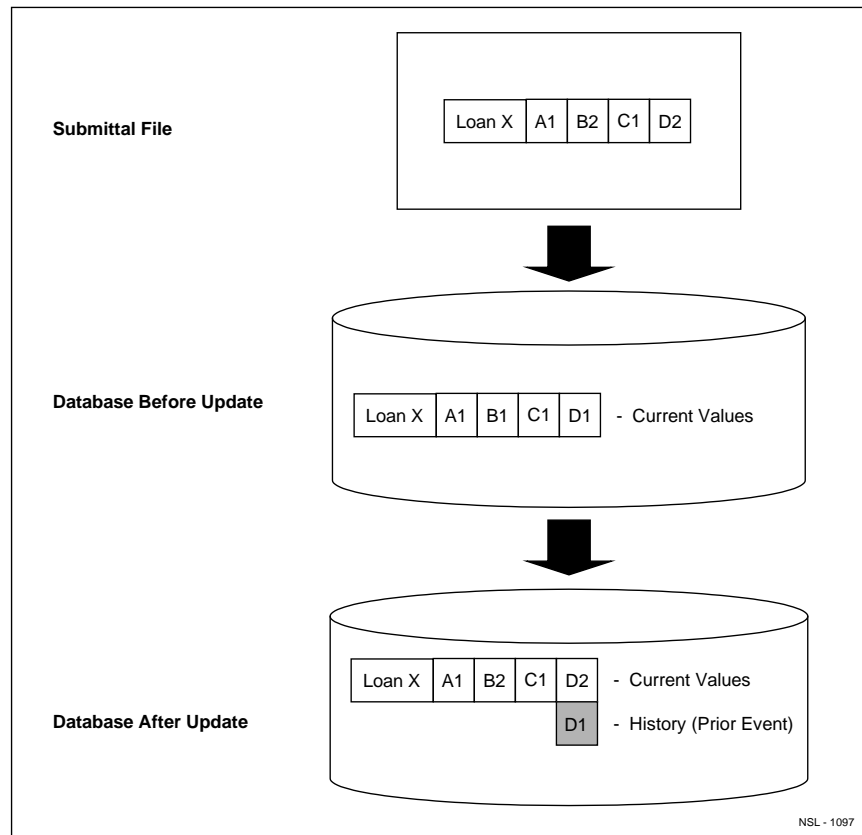 Submittal File
Loan X A1 B2 C1 D2
Database Before Update
Loan X A1 B1 C1 D1 - Current Values
Loan X A1 B2 C1 D2 - Current Values
Database After Update
D1 - History (Prior Event)
NSL - 1097